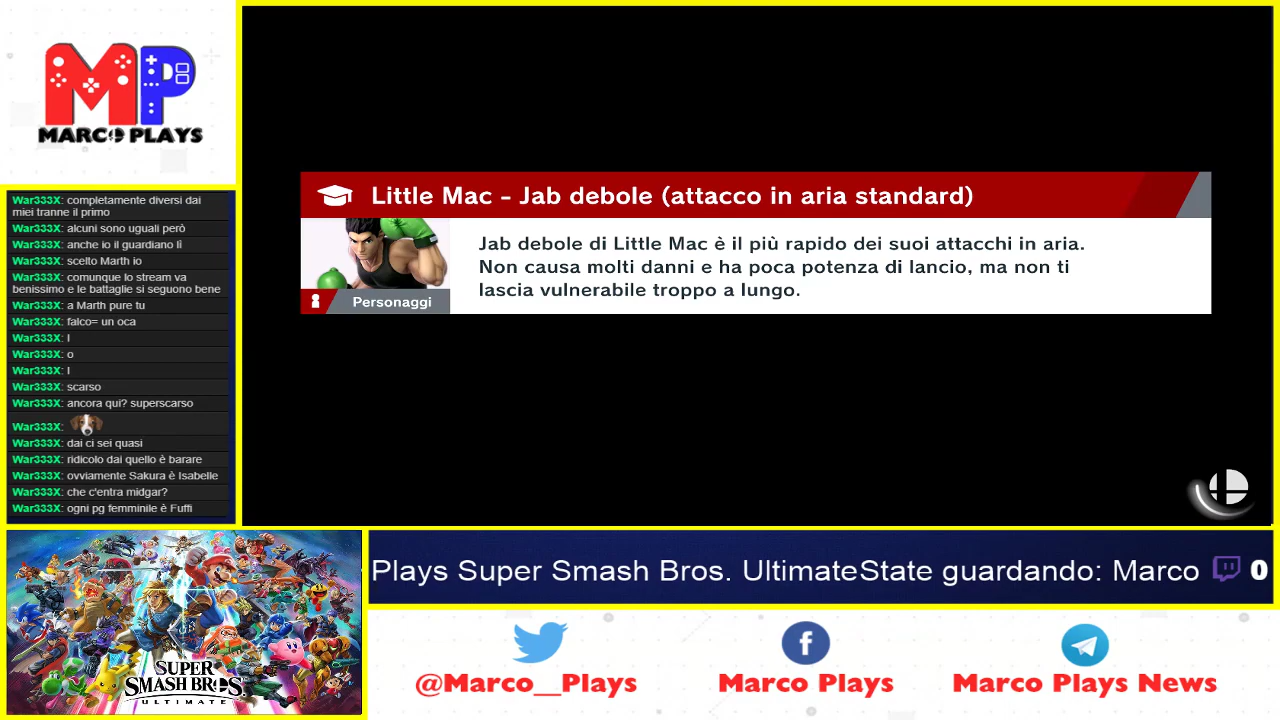 MP
MARCO PLAYS
War333X: completamente diversi dai
miei tranne il primo
War333X: alcuni sono uguali però
War333X: anche io il guardiano lì
War333X: scelto Marth io
War333X: comunque lo stream va
benissimo e le battaglie si seguono bene
War333X: a Marth pure tu
War333X: falco= un oca
War333X: l
War333X: o
War333X: l
War333X: scarso
War333X: ancora qui? superscarso
War333X:
War333X: dai ci sei quasi
War333X: ridicolo dai quello è barare
War333X: ovviamente Sakura è Isabelle
War333X: che c'entra midgar?
War333X: ogni pg femminile è Fuffi
Little Mac - Jab debole (attacco in aria standard)
Jab debole di Little Mac è il più rapido dei suoi attacchi in aria.
Non causa molti danni e ha poca potenza di lancio, ma non ti
lascia vulnerabile troppo a lungo.
Personaggi
SUPER
SMASH BROS.
ULTIMATE
Plays Super Smash Bros. UltimateState guardando: Marco 0
@Marco__Plays
Marco Plays
Marco Plays News